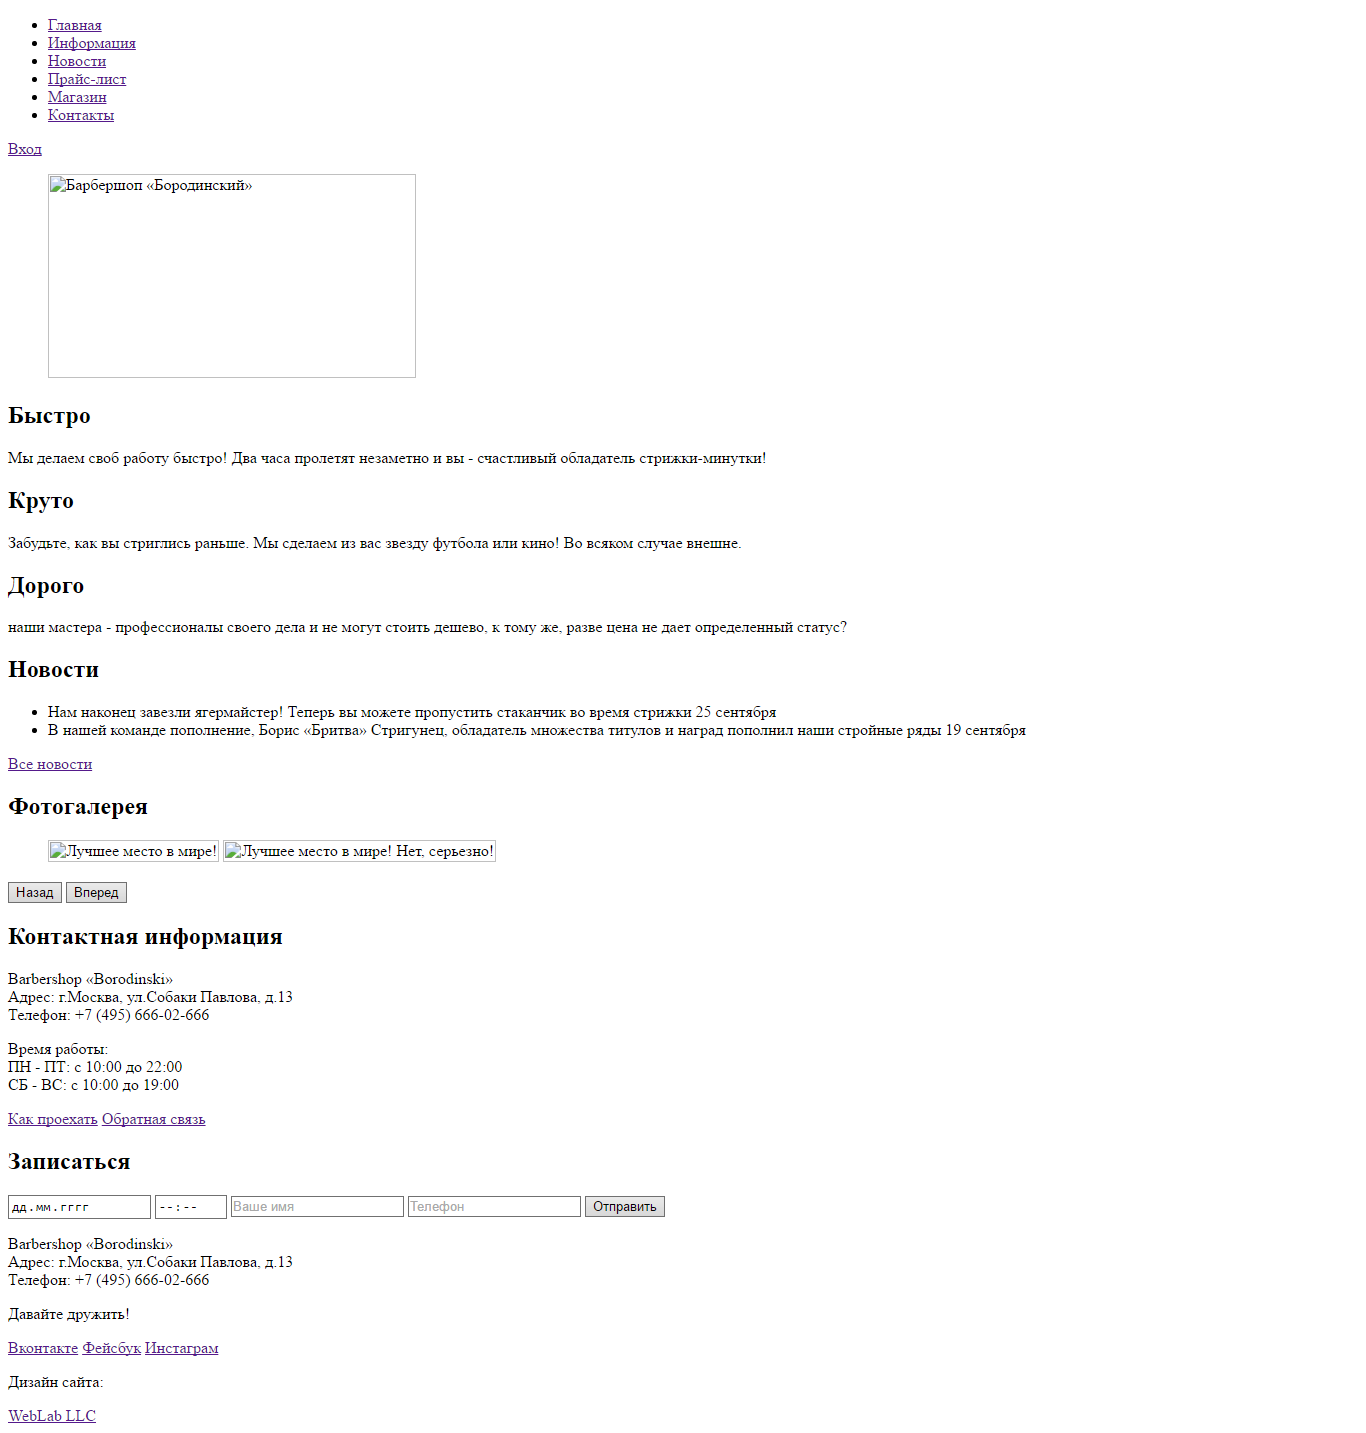 Главная
Информация
Новости
Прайс-лист
Магазин
Контакты
Вход
Барбершоп «Бородинский»
Быстро
Мы делаем своб работу быстро! Два часа пролетят незаметно и вы - счастливый обладатель стрижки-минутки!
Круто
Забудьте, как вы стриглись раньше. Мы сделаем из вас звезду футбола или кино! Во всяком случае внешне.
Дорого
наши мастера - профессионалы своего дела и не могут стоить дешево, к тому же, разве цена не дает определенный статус?
Новости
Нам наконец завезли ягермайстер! Теперь вы можете пропустить стаканчик во время стрижки 25 сентября
В нашей команде пополнение, Борис «Бритва» Стригунец, обладатель множества титулов и наград пополнил наши стройные ряды 19 сентября
Все новости
Фотогалерея
Лучшее место в мире! Лучшее место в мире! Нет, серьезно!
Назад Вперед
Контактная информация
Barbershop «Borodinski»
Адрес: г.Москва, ул.Собаки Павлова, д.13
Телефон: +7 (495) 666-02-666
Время работы:
ПН - ПТ: с 10:00 до 22:00
СБ - ВС: с 10:00 до 19:00
Как проехать Обратная связь
Записаться
дд.мм.гггг --:-- Ваше имя Телефон Отправить
Barbershop «Borodinski»
Адрес: г.Москва, ул.Собаки Павлова, д.13
Телефон: +7 (495) 666-02-666
Давайте дружить!
Вконтакте Фейсбук Инстаграм
Дизайн сайта:
WebLab LLC